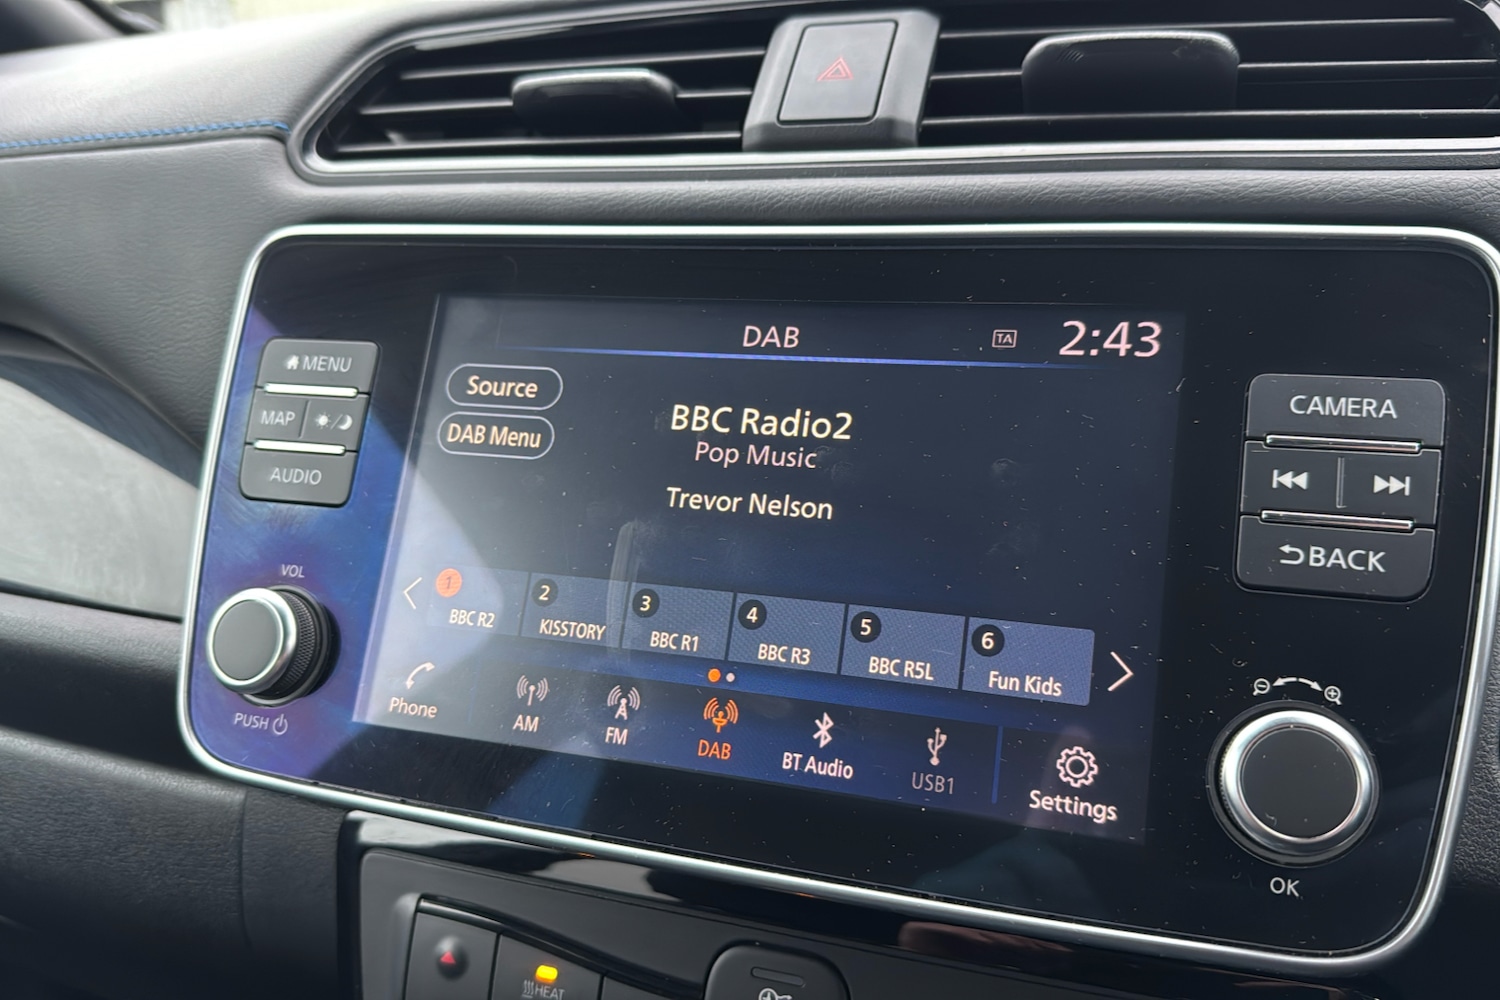 DAB
TA
2:43
MENU
MAP
AUDIO
Source
DAB Menu
BBC Radio2
Pop Music
Trevor Nelson
CAMERA
BACK
VOL
PUSH
1
BBC R2
2
KISSTORY
3
BBC R1
4
BBC R3
5
BBC R5L
6
Fun Kids
Phone
AM
FM
DAB
BT Audio
USB1
Settings
OK
HEAT